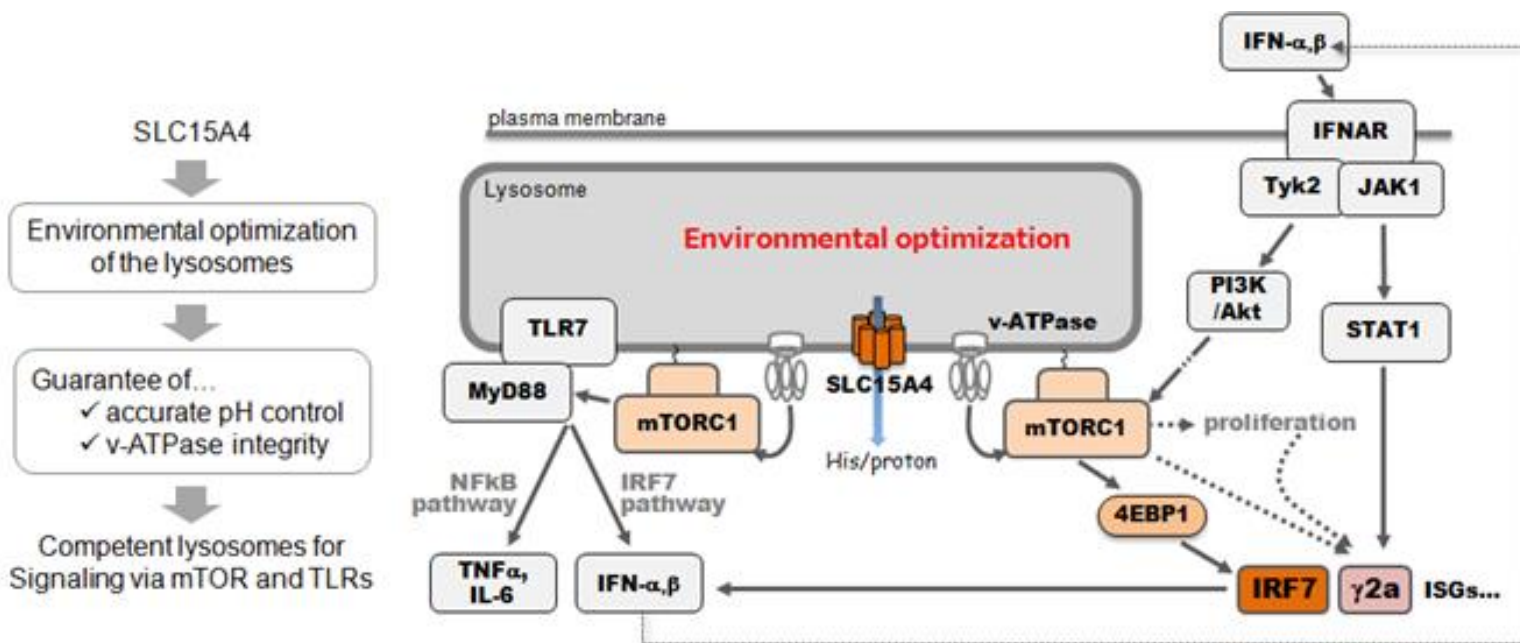 SLC15A4
Environmental optimization
of the lysosomes
Guarantee of...
✓ accurate pH control
✓ v-ATPase integrity
Competent lysosomes for
Signaling via mTOR and TLRs
IFN-α,β
plasma membrane
IFNAR
Tyk2
JAK1
Lysosome
Environmental optimization
PI3K
/Akt
TLR7
v-ATPase
STAT1
MyD88
SLC15A4
mTORC1
mTORC1
proliferation
His/proton
NFkB
pathway
IRF7
pathway
4EBP1
TNFα,
IL-6
IFN-α,β
IRF7
γ2a
ISGs...